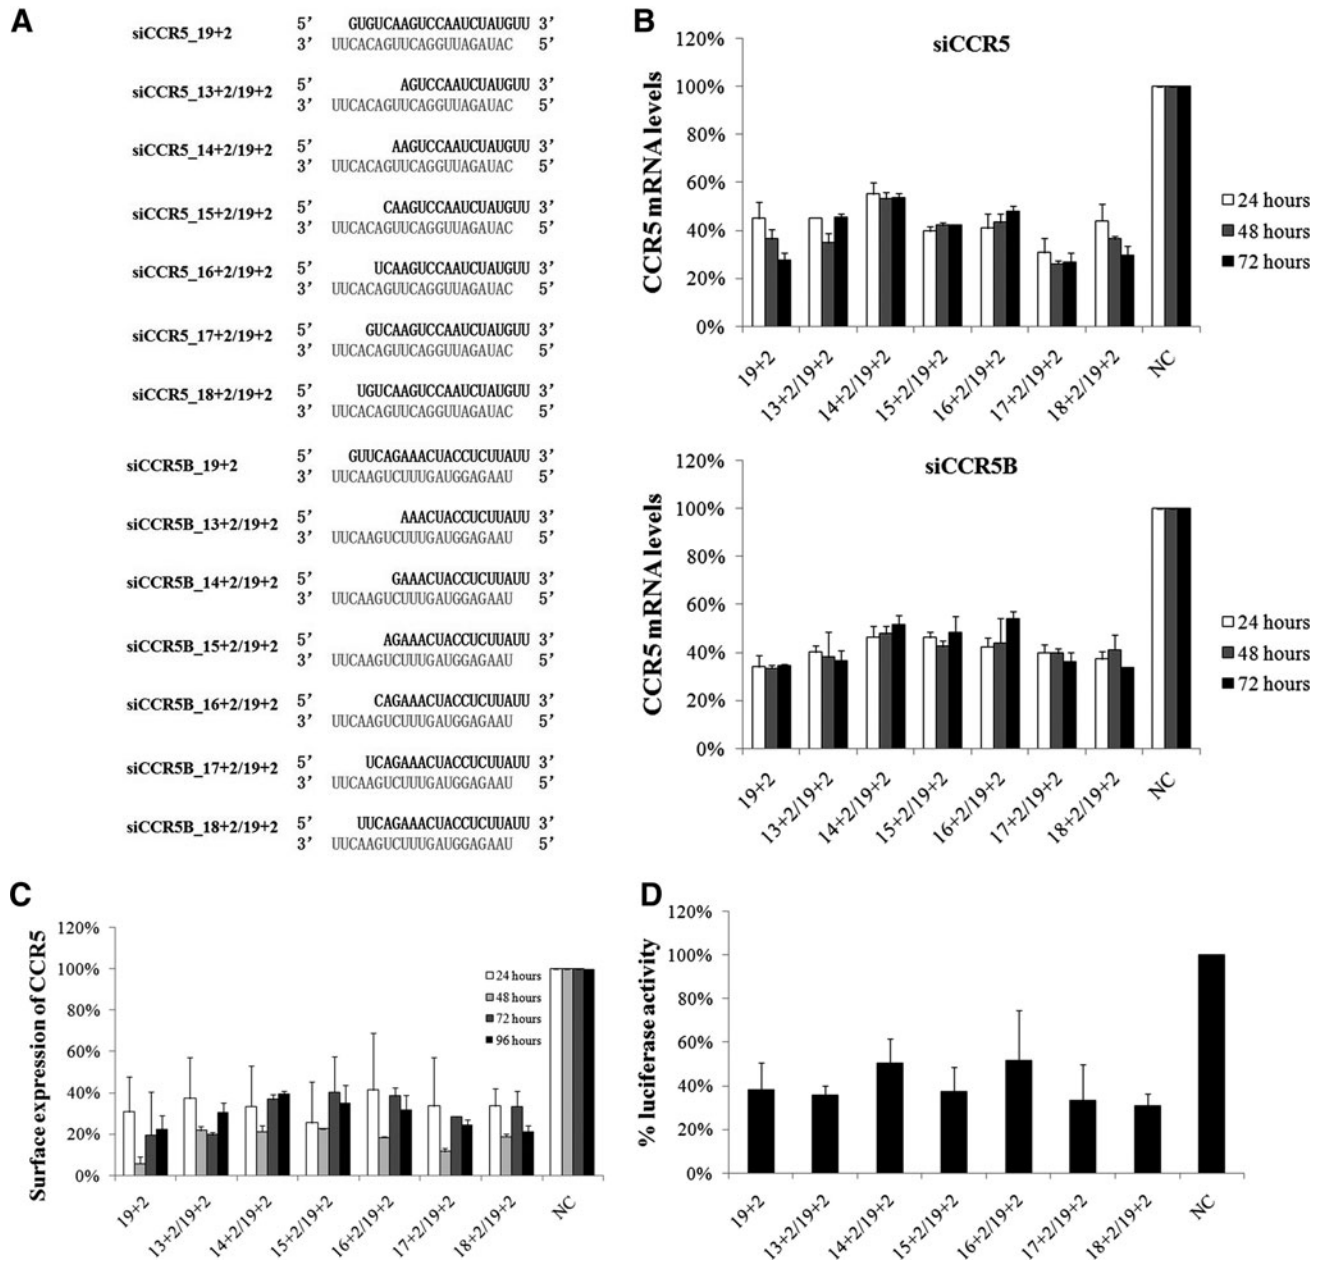 A
siCCR5_19+2
5' GUGUCAAGUCCAAUCUAUGUU 3'
3' UUCACAGUUCAGGUUAGAUAC 5'
siCCR5_13+2/19+2
5' AGUCCAAUCUAUGUU 3'
3' UUCACAGUUCAGGUUAGAUAC 5'
siCCR5_14+2/19+2
5' AAGUCCAAUCUAUGUU 3'
3' UUCACAGUUCAGGUUAGAUAC 5'
siCCR5_15+2/19+2
5' CAAGUCCAAUCUAUGUU 3'
3' UUCACAGUUCAGGUUAGAUAC 5'
siCCR5_16+2/19+2
5' UCAAGUCCAAUCUAUGUU 3'
3' UUCACAGUUCAGGUUAGAUAC 5'
siCCR5_17+2/19+2
5' GUCAAGUCCAAUCUAUGUU 3'
3' UUCACAGUUCAGGUUAGAUAC 5'
siCCR5_18+2/19+2
5' UGUCAAGUCCAAUCUAUGUU 3'
3' UUCACAGUUCAGGUUAGAUAC 5'
siCCR5B_19+2
5' GUUCAGAAACUACCUCUUAUU 3'
3' UUCAAGUCUUUGAUGGAGAAU 5'
siCCR5B_13+2/19+2
5' AAACUACCUCUUAUU 3'
3' UUCAAGUCUUUGAUGGAGAAU 5'
siCCR5B_14+2/19+2
5' GAAACUACCUCUUAUU 3'
3' UUCAAGUCUUUGAUGGAGAAU 5'
siCCR5B_15+2/19+2
5' AGAAACUACCUCUUAUU 3'
3' UUCAAGUCUUUGAUGGAGAAU 5'
siCCR5B_16+2/19+2
5' CAGAAACUACCUCUUAUU 3'
3' UUCAAGUCUUUGAUGGAGAAU 5'
siCCR5B_17+2/19+2
5' UCAGAAACUACCUCUUAUU 3'
3' UUCAAGUCUUUGAUGGAGAAU 5'
siCCR5B_18+2/19+2
5' UUCAGAAACUACCUCUUAUU 3'
3' UUCAAGUCUUUGAUGGAGAAU 5'
B
siCCR5
CCR5 mRNA levels
120%
100%
80%
60%
40%
20%
0%
19+2
13+2/19+2
14+2/19+2
15+2/19+2
16+2/19+2
17+2/19+2
18+2/19+2
NC
24 hours
48 hours
72 hours
siCCR5B
CCR5 mRNA levels
120%
100%
80%
60%
40%
20%
0%
19+2
13+2/19+2
14+2/19+2
15+2/19+2
16+2/19+2
17+2/19+2
18+2/19+2
NC
24 hours
48 hours
72 hours
C
Surface expression of CCR5
120%
100%
80%
60%
40%
20%
0%
19+2
13+2/19+2
14+2/19+2
15+2/19+2
16+2/19+2
17+2/19+2
18+2/19+2
NC
24 hours
48 hours
72 hours
96 hours
D
% luciferase activity
120%
100%
80%
60%
40%
20%
0%
19+2
13+2/19+2
14+2/19+2
15+2/19+2
16+2/19+2
17+2/19+2
18+2/19+2
NC